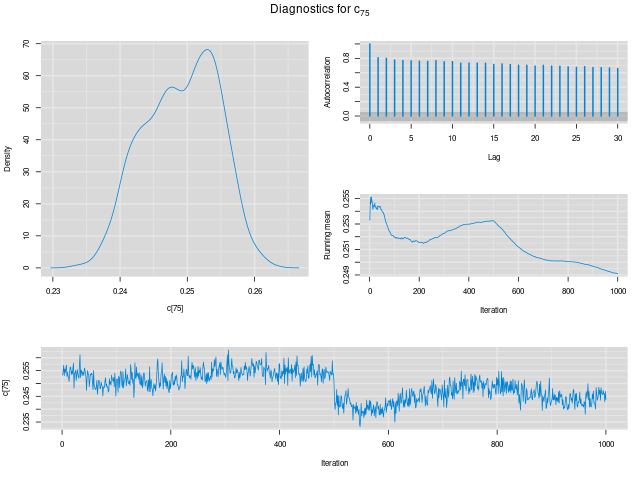 Diagnostics for c75
Density
0 10 20 30 40 50 60 70
0.23 0.24 0.25 0.26
c[75]
Autocorrelation
0.0 0.4 0.8
0 5 10 15 20 25 30
Lag
Running mean
0.249 0.251 0.253 0.255
0 200 400 600 800 1000
Iteration
c[75]
0.235 0.245 0.255
0 200 400 600 800 1000
Iteration